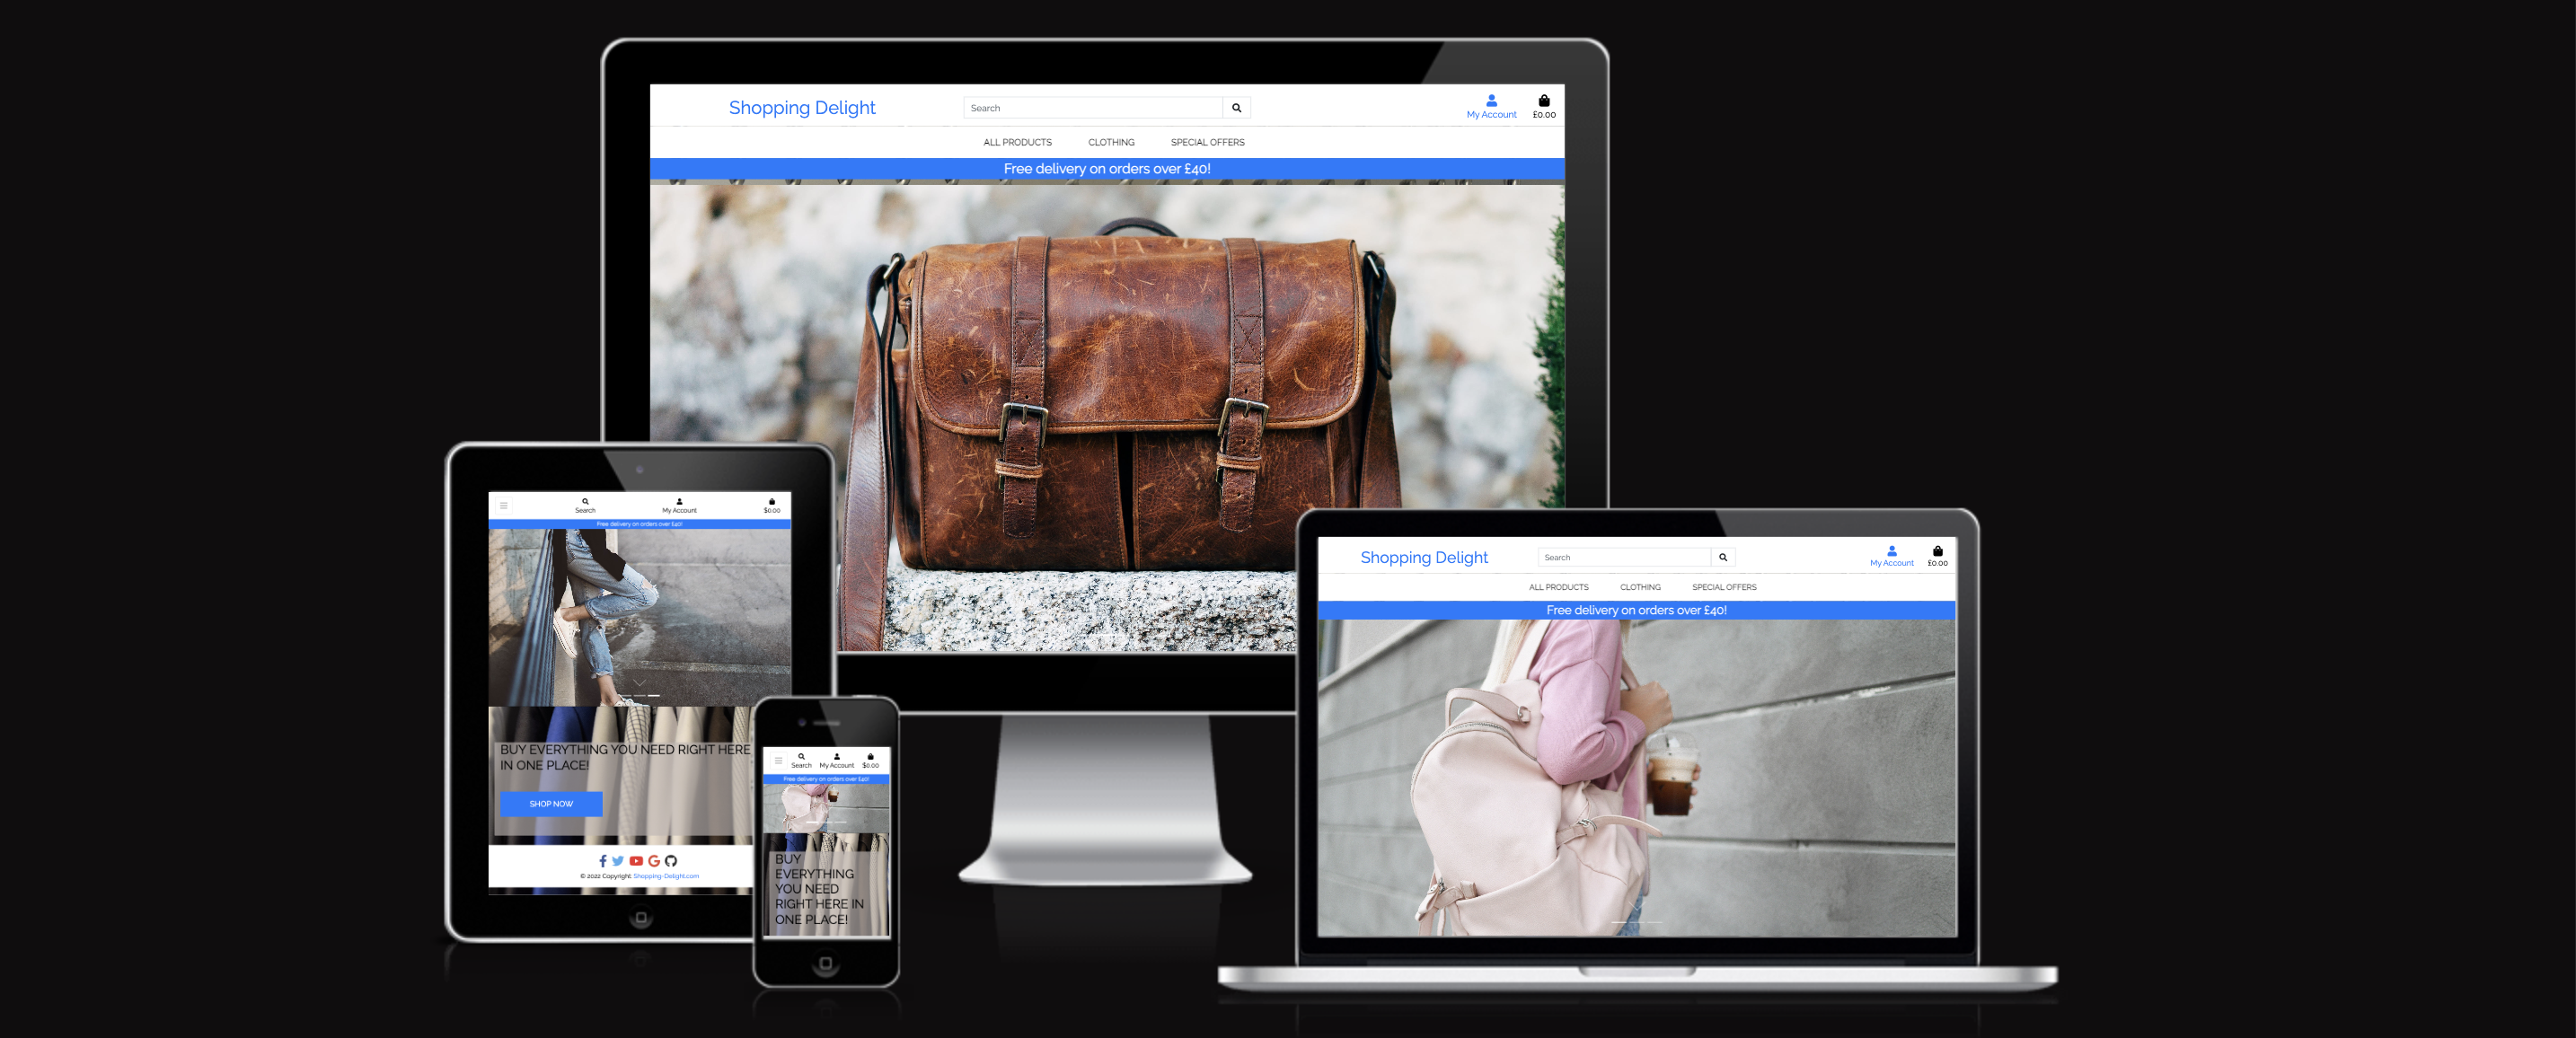 Shopping Delight
Search
My Account
£0.00
ALL PRODUCTS CLOTHING SPECIAL OFFERS
Free delivery on orders over £40!
Search
My Account
$0.00
Free delivery on orders over £40!
BUY EVERYTHING YOU NEED RIGHT HERE
IN ONE PLACE!
SHOP NOW
© 2022 Copyright: Shopping-Delight.com
Search
My Account
$0.00
Free delivery on orders over £40!
BUY
EVERYTHING
YOU NEED
RIGHT HERE IN
ONE PLACE!
Shopping Delight
Search
My Account
£0.00
ALL PRODUCTS CLOTHING SPECIAL OFFERS
Free delivery on orders over £40!